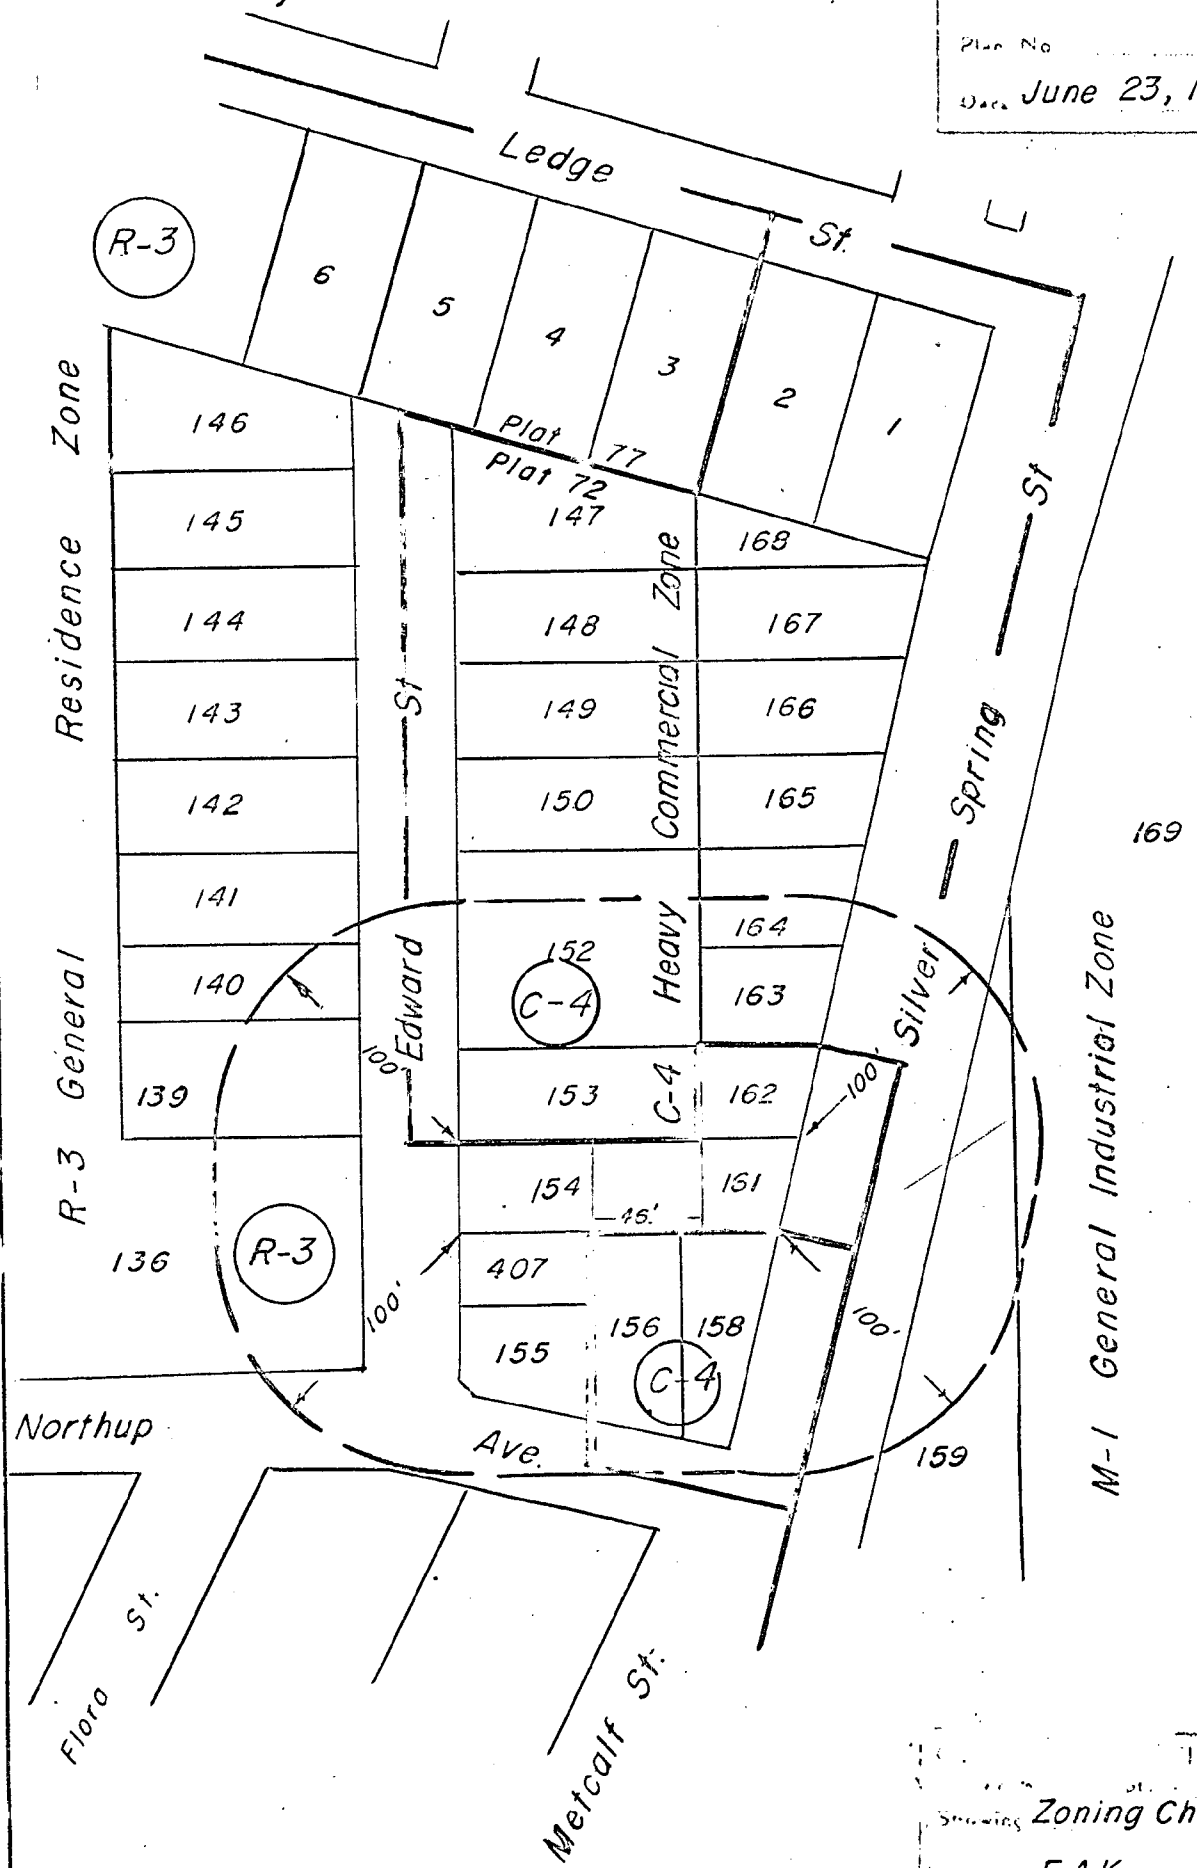 Plan No
Date June 23, 1
Ledge St.
R-3
6
5
4
3
2
1
Plat 77
Plat 72
R-3 General Residence Zone
146
145
144
143
142
141
140
139
136
147
148
149
150
152
153
154
407
155
156
158
168
167
166
165
164
163
162
161
169
159
Edward St
C-4 Heavy Commercial Zone
C-4
Silver Spring St
100'
100'
46'
R-3
100'
100'
C-4
M-1 General Industrial Zone
Northup Ave.
Flora St.
Metcalf St.
St.
Showing Zoning Ch